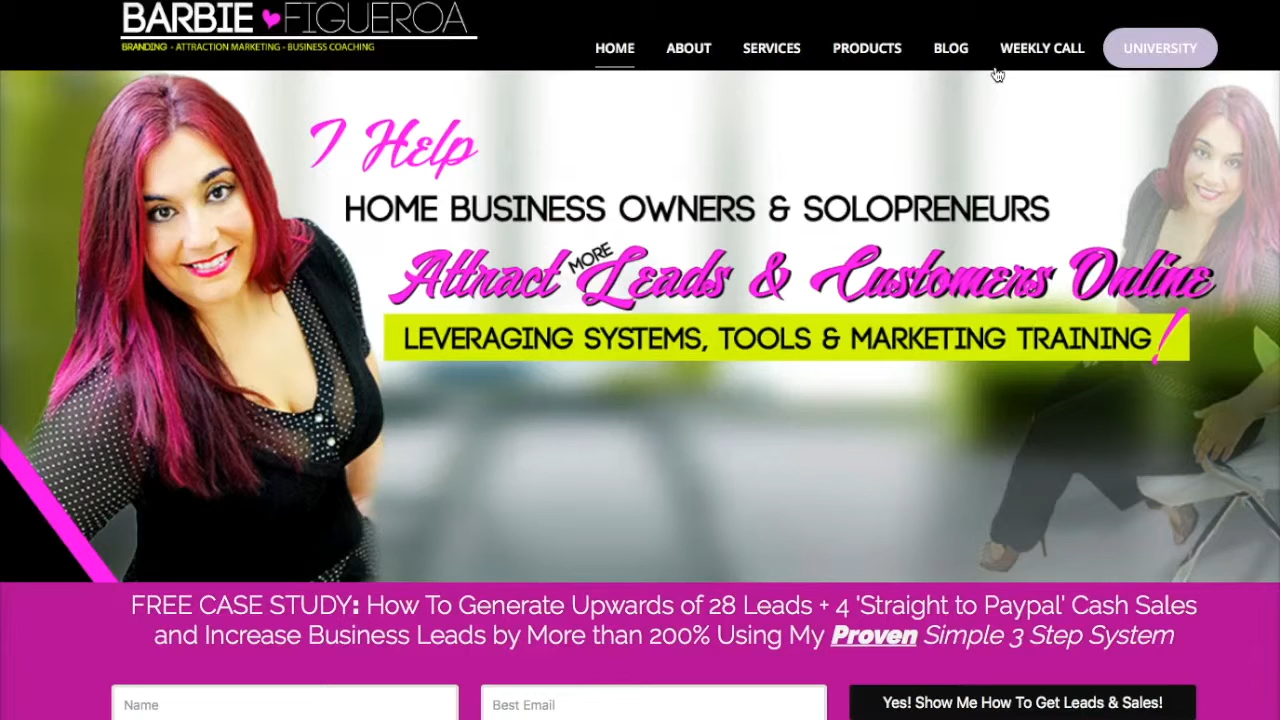 BARBIE FIGUEROA
BRANDING - ATTRACTION MARKETING - BUSINESS COACHING
HOME ABOUT SERVICES PRODUCTS BLOG WEEKLY CALL UNIVERSITY
I Help
HOME BUSINESS OWNERS & SOLOPRENEURS
Attract MORE Leads & Customers Online
LEVERAGING SYSTEMS, TOOLS & MARKETING TRAINING!
FREE CASE STUDY: How To Generate Upwards of 28 Leads + 4 'Straight to Paypal' Cash Sales
and Increase Business Leads by More than 200% Using My Proven Simple 3 Step System
Name Best Email Yes! Show Me How To Get Leads & Sales!